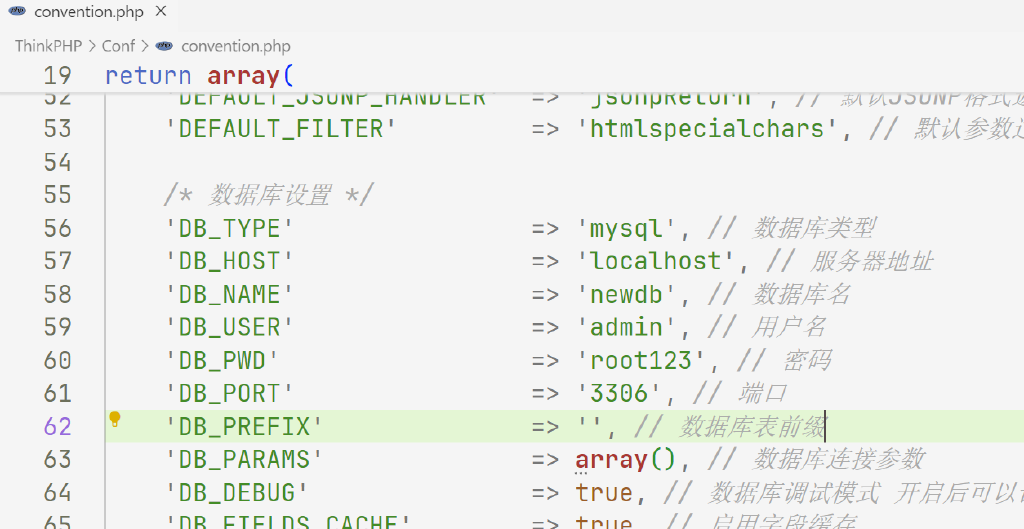 convention.php ×
ThinkPHP > Conf > convention.php
19 return array(
52 'DEFAULT_JSONP_HANDLER' => 'jsonpReturn', // 默认JSONP格式返
53 'DEFAULT_FILTER' => 'htmlspecialchars', // 默认参数过
54
55 /* 数据库设置 */
56 'DB_TYPE' => 'mysql', // 数据库类型
57 'DB_HOST' => 'localhost', // 服务器地址
58 'DB_NAME' => 'newdb', // 数据库名
59 'DB_USER' => 'admin', // 用户名
60 'DB_PWD' => 'root123', // 密码
61 'DB_PORT' => '3306', // 端口
62 'DB_PREFIX' => '', // 数据库表前缀
63 'DB_PARAMS' => array(), // 数据库连接参数
64 'DB_DEBUG' => true, // 数据库调试模式 开启后可以
65 'DB_FIELDS_CACHE' => true, // 启用字段缓存